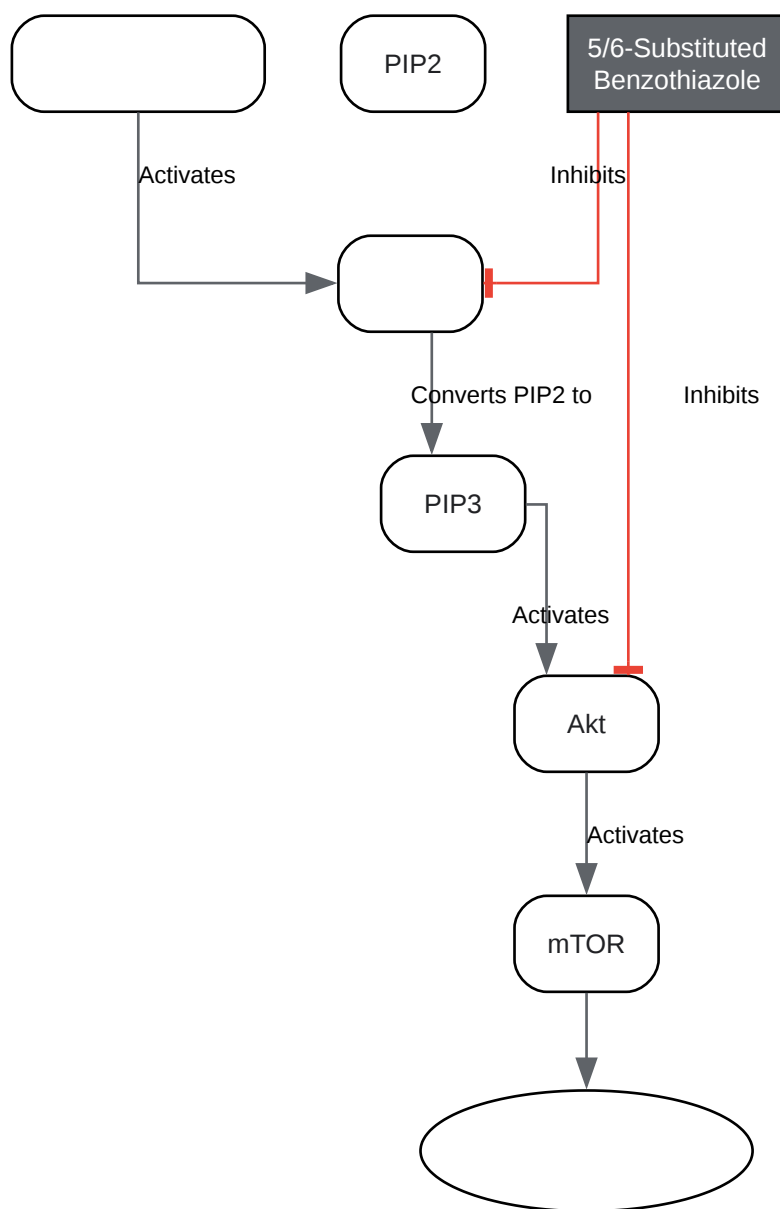 PIP2
5/6-Substituted
Benzothiazole
Activates
Inhibits
Converts PIP2 to
Inhibits
PIP3
Activates
Akt
Activates
mTOR